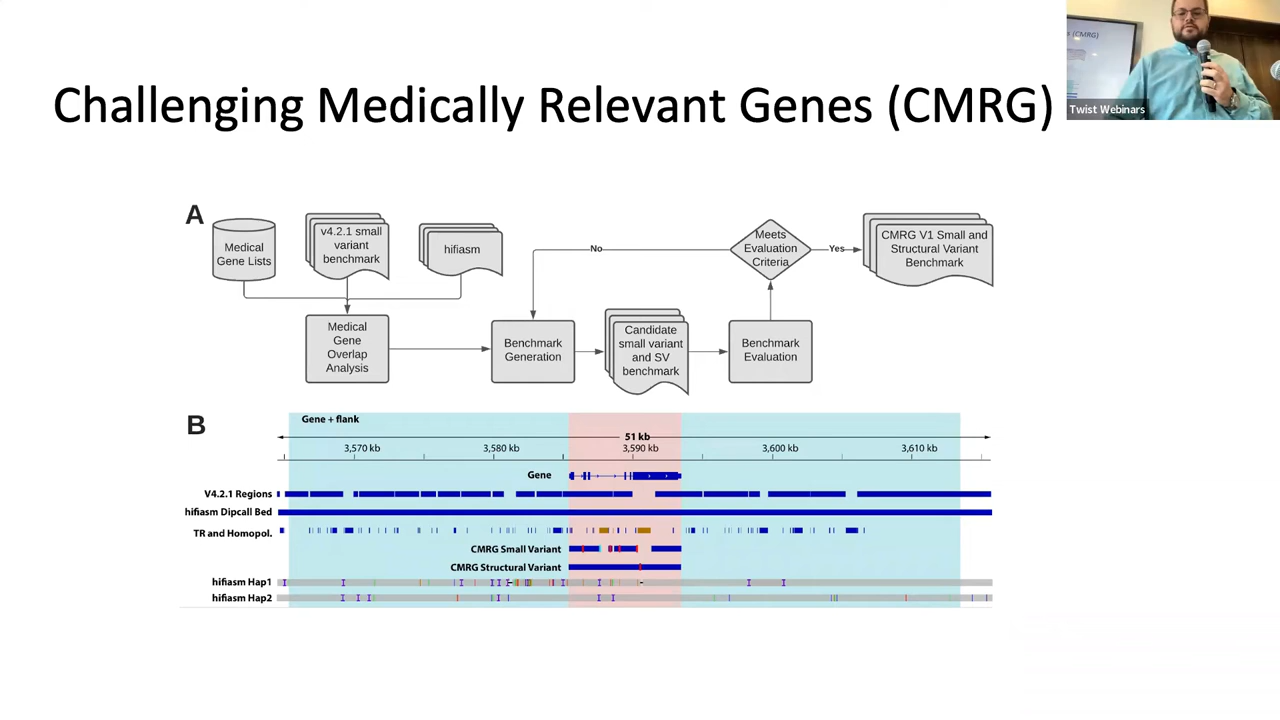 (CMRG)
Twist Webinars
Challenging Medically Relevant Genes (CMRG)
A
Medical
Gene Lists
v4.2.1 small
variant
benchmark
hifiasm
No
Meets
Evaluation
Criteria
Yes
CMRG V1 Small and
Structural Variant
Benchmark
Medical
Gene
Overlap
Analysis
Benchmark
Generation
Candidate
small variant
and SV
benchmark
Benchmark
Evaluation
B
Gene + flank
51 kb
3,570 kb 3,580 kb 3,590 kb 3,600 kb 3,610 kb
Gene
V4.2.1 Regions
hifiasm Dipcall Bed
TR and Homopol.
CMRG Small Variant
CMRG Structural Variant
hifiasm Hap1
hifiasm Hap2